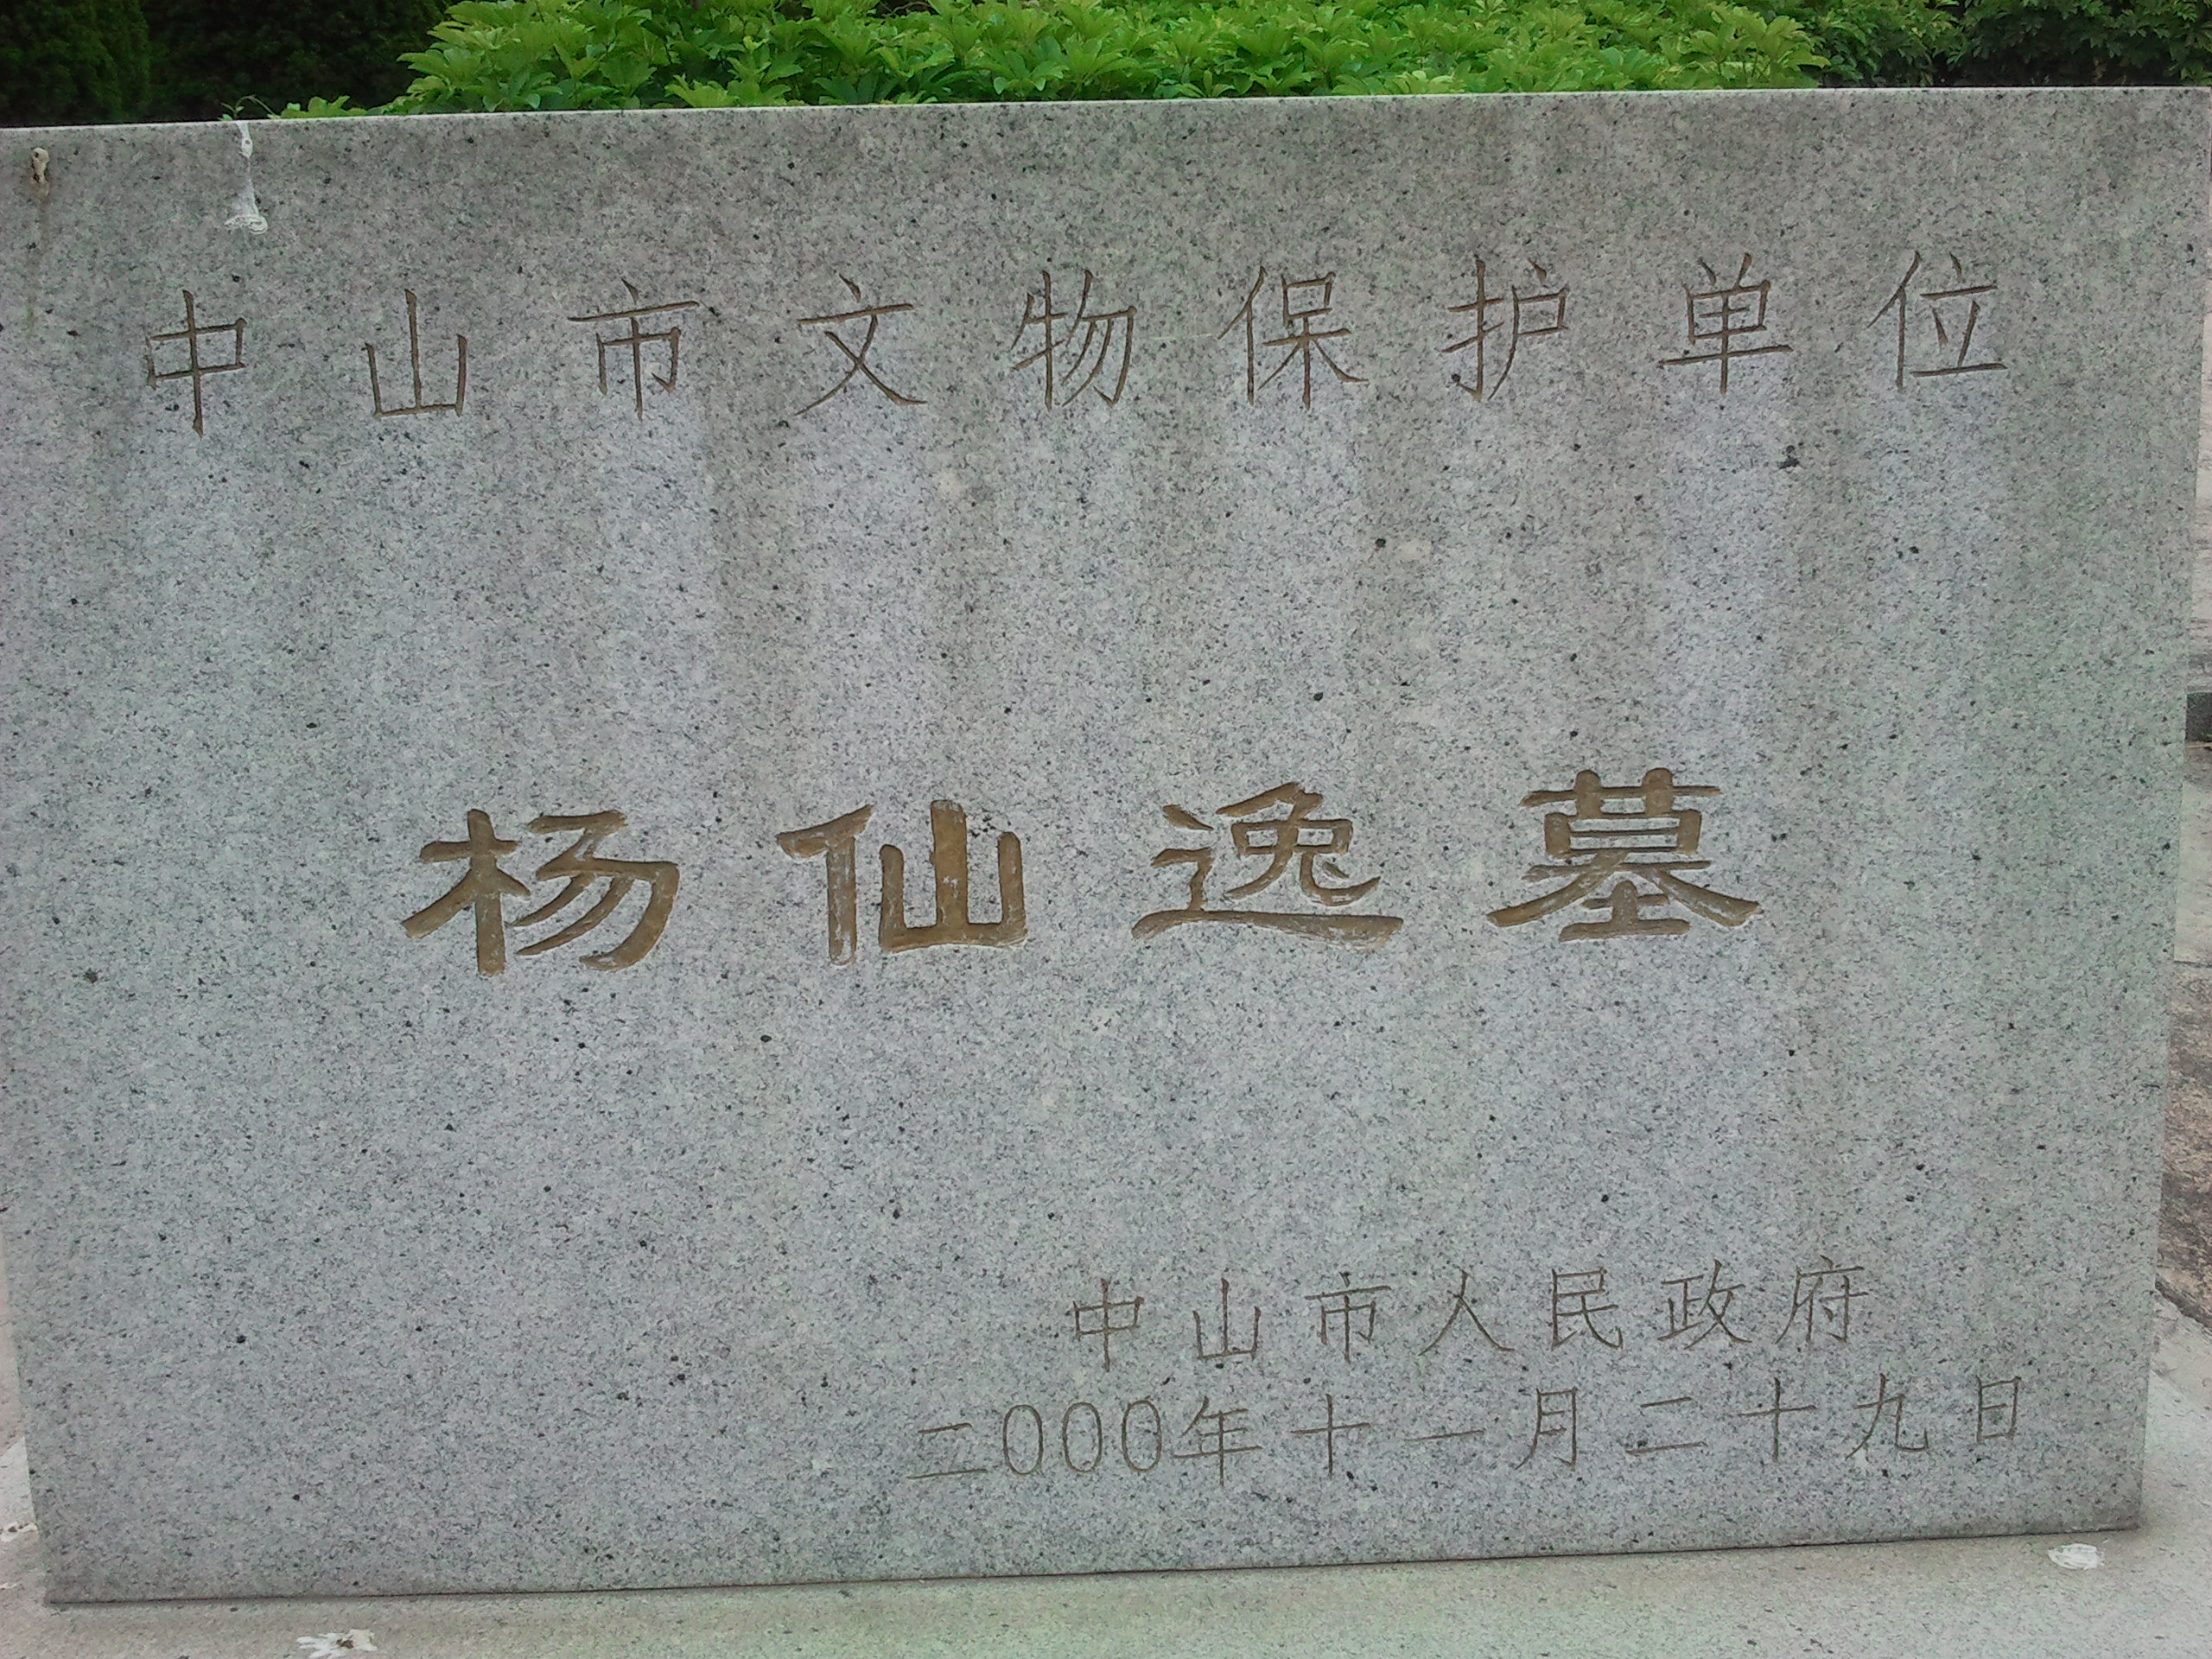 中山市文物保护单位
杨仙逸墓
中山市人民政府
二000年十一月二十九日